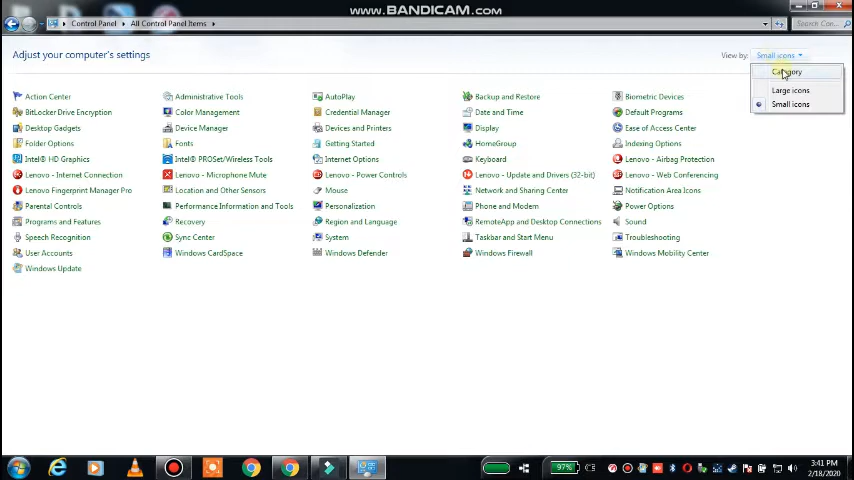 www.BANDICAM.com
Control Panel ▸ All Control Panel Items ▸
Search Con...
Adjust your computer's settings
View by: Small icons
Category
Large icons
Small icons
Action Center
Administrative Tools
AutoPlay
Backup and Restore
Biometric Devices
BitLocker Drive Encryption
Color Management
Credential Manager
Date and Time
Default Programs
Desktop Gadgets
Device Manager
Devices and Printers
Display
Ease of Access Center
Folder Options
Fonts
Getting Started
HomeGroup
Indexing Options
Intel® HD Graphics
Intel® PROSet/Wireless Tools
Internet Options
Keyboard
Lenovo - Airbag Protection
Lenovo - Internet Connection
Lenovo - Microphone Mute
Lenovo - Power Controls
Lenovo - Update and Drivers (32-bit)
Lenovo - Web Conferencing
Lenovo Fingerprint Manager Pro
Location and Other Sensors
Mouse
Network and Sharing Center
Notification Area Icons
Parental Controls
Performance Information and Tools
Personalization
Phone and Modem
Power Options
Programs and Features
Recovery
Region and Language
RemoteApp and Desktop Connections
Sound
Speech Recognition
Sync Center
System
Taskbar and Start Menu
Troubleshooting
User Accounts
Windows CardSpace
Windows Defender
Windows Firewall
Windows Mobility Center
Windows Update
97%
3:41 PM
2/18/2020